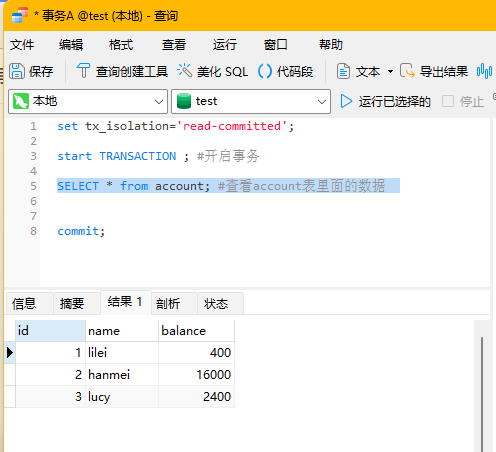 * 事务A @test (本地) - 查询
文件 编辑 格式 查看 运行 窗口 帮助
保存 查询创建工具 美化 SQL () 代码段 文本 导出结果
本地 test 运行已选择的 停止
1 set tx_isolation='read-committed';
2
3 start TRANSACTION ; #开启事务
4
5 SELECT * from account; #查看account表里面的数据
6
7
8 commit;
信息 摘要 结果 1 剖析 状态
id name balance
1 lilei 400
2 hanmei 16000
3 lucy 2400